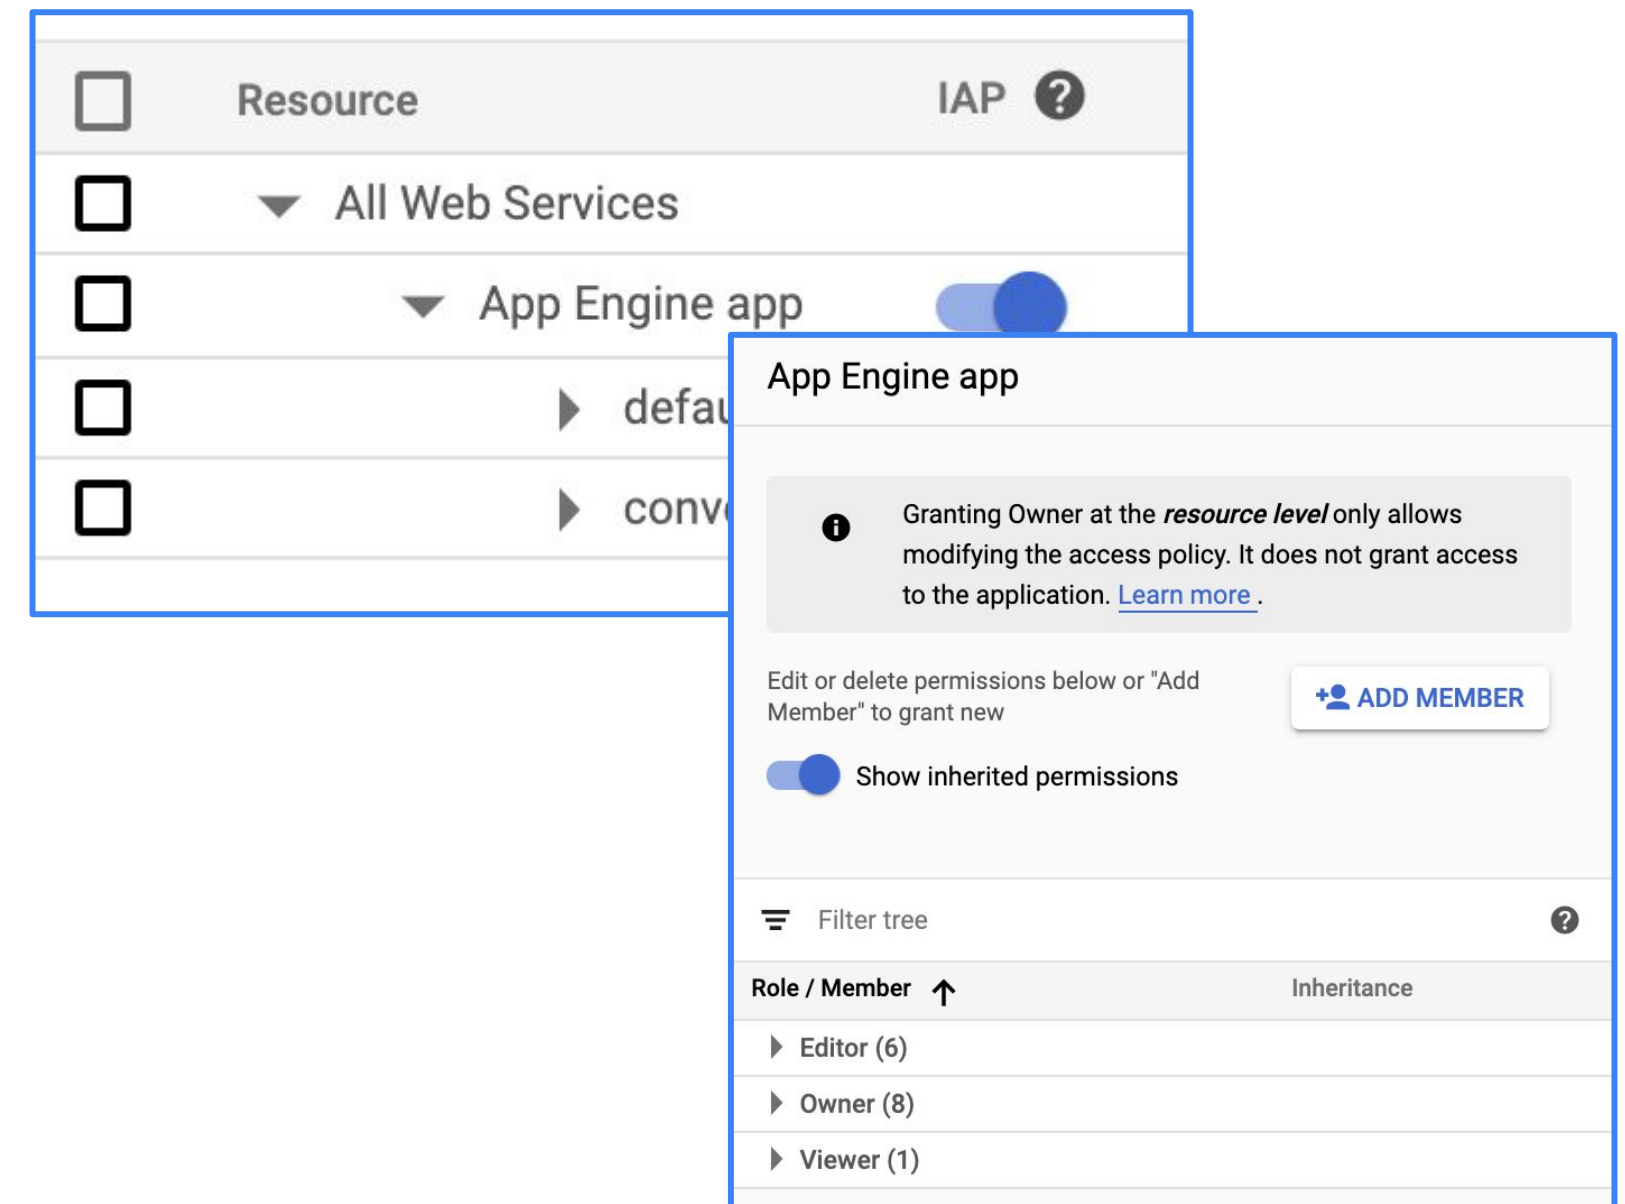 Resource IAP
All Web Services
App Engine app
App Engine app
Granting Owner at the resource level only allows
modifying the access policy. It does not grant access
to the application. Learn more .
Edit or delete permissions below or "Add
Member" to grant new
ADD MEMBER
Show inherited permissions
Filter tree
Role / Member Inheritance
Editor (6)
Owner (8)
Viewer (1)